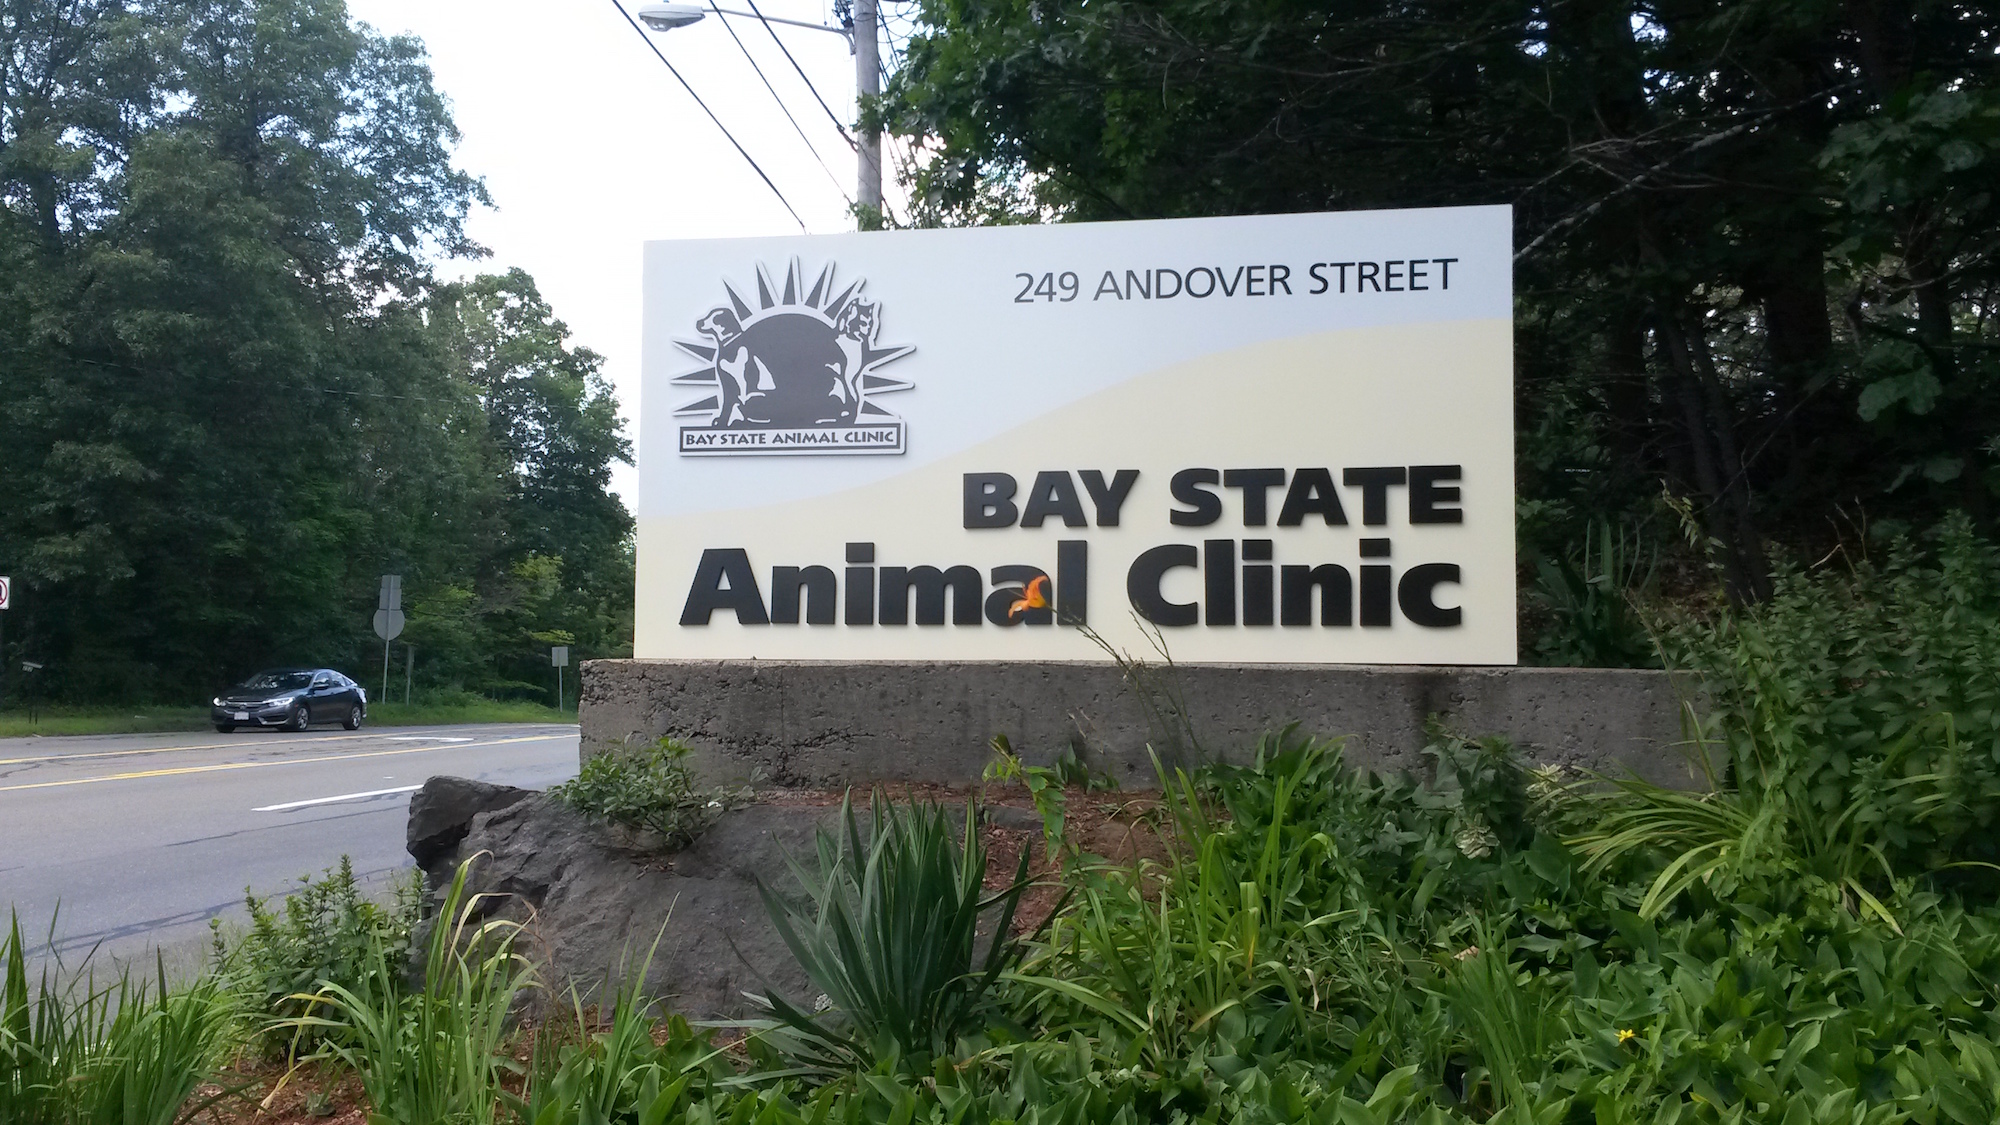 249 ANDOVER STREET
BAY STATE ANIMAL CLINIC
BAY STATE
Animal Clinic